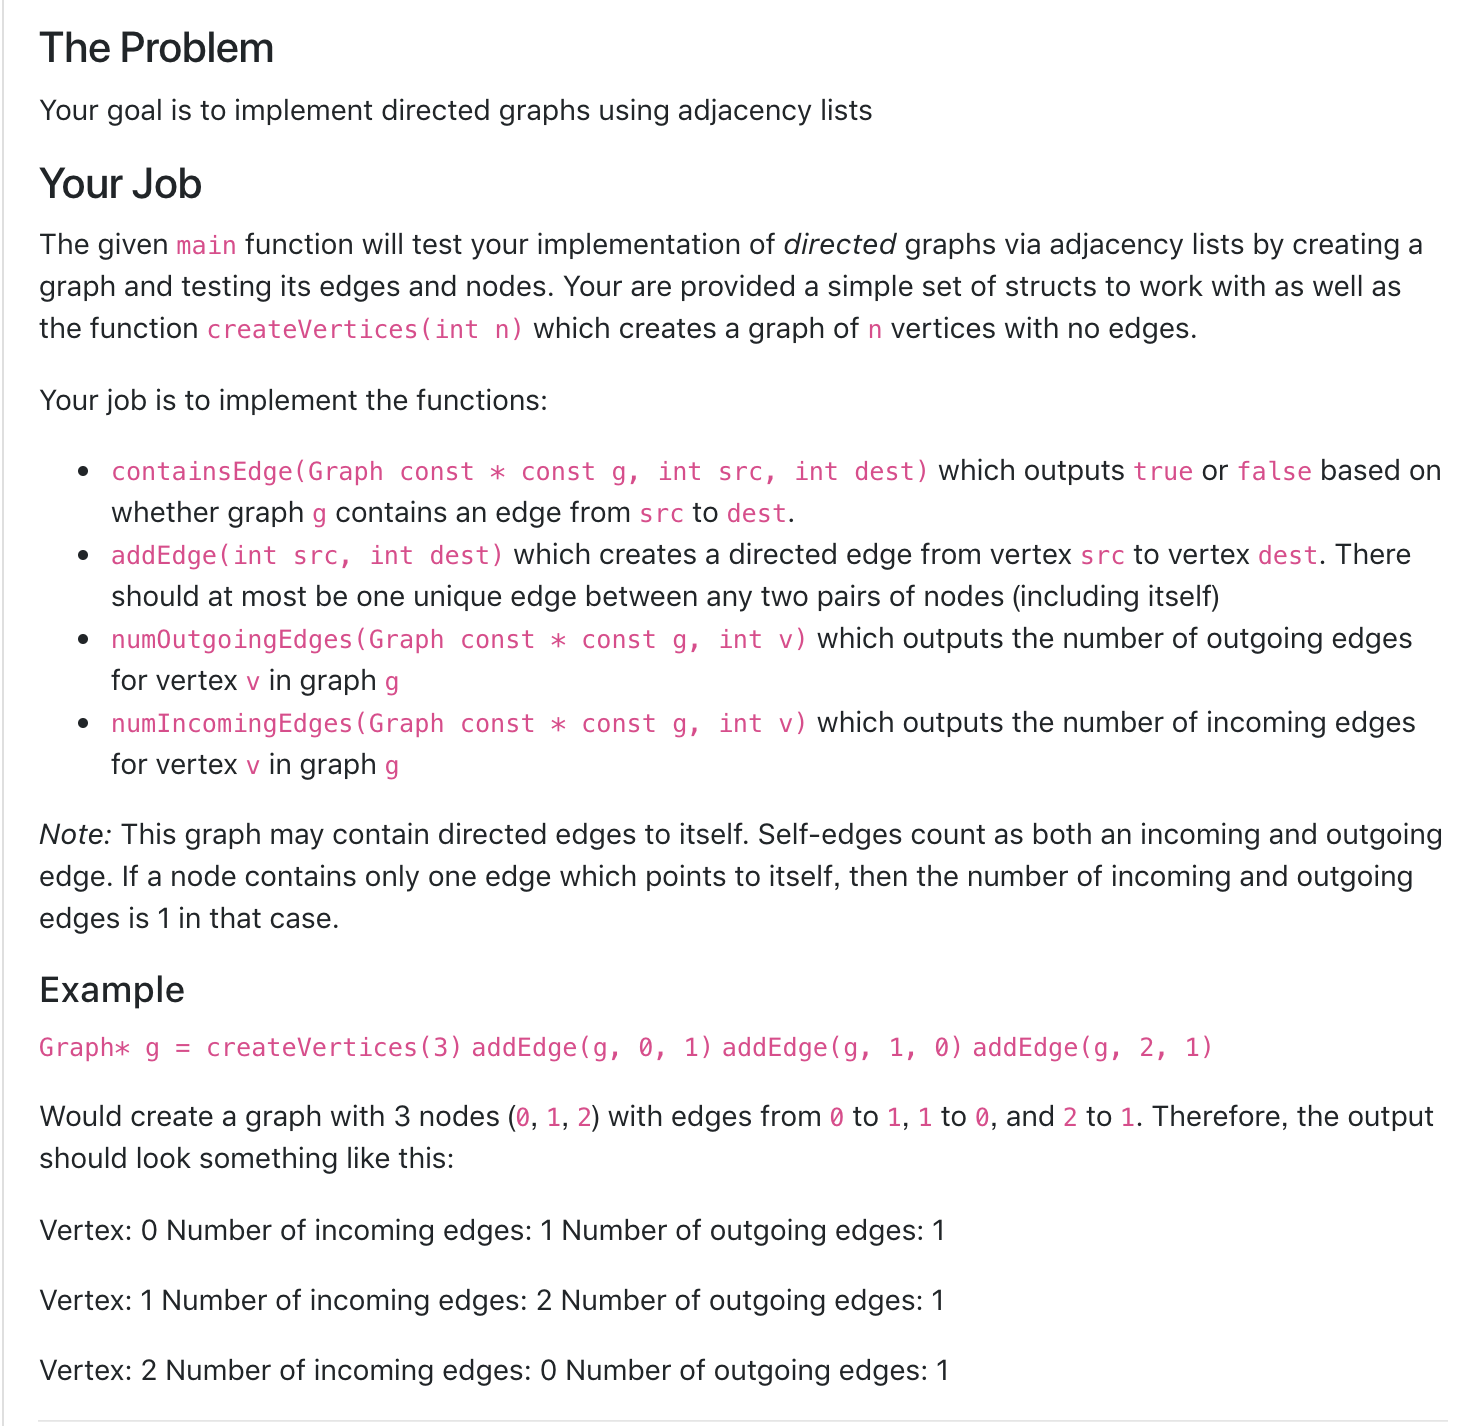 The Problem
Your goal is to implement directed graphs using adjacency lists
Your Job
The given main function will test your implementation of directed graphs via adjacency lists by creating a
graph and testing its edges and nodes. Your are provided a simple set of structs to work with as well as
the function createVertices(int n) which creates a graph of n vertices with no edges.
Your job is to implement the functions:
• containsEdge(Graph const * const g, int src, int dest) which outputs true or false based on
whether graph g contains an edge from src to dest.
• addEdge(int src, int dest) which creates a directed edge from vertex src to vertex dest. There
should at most be one unique edge between any two pairs of nodes (including itself)
• numOutgoingEdges(Graph const * const g, int v) which outputs the number of outgoing edges
for vertex v in graph g
• numIncomingEdges(Graph const * const g, int v) which outputs the number of incoming edges
for vertex v in graph g
Note: This graph may contain directed edges to itself. Self-edges count as both an incoming and outgoing
edge. If a node contains only one edge which points to itself, then the number of incoming and outgoing
edges is 1 in that case.
Example
Graph* g = createVertices(3) addEdge(g, 0, 1) addEdge(g, 1, 0) addEdge(g, 2, 1)
Would create a graph with 3 nodes (0, 1, 2) with edges from 0 to 1, 1 to 0, and 2 to 1. Therefore, the output
should look something like this:
Vertex: 0 Number of incoming edges: 1 Number of outgoing edges: 1
Vertex: 1 Number of incoming edges: 2 Number of outgoing edges: 1
Vertex: 2 Number of incoming edges: 0 Number of outgoing edges: 1